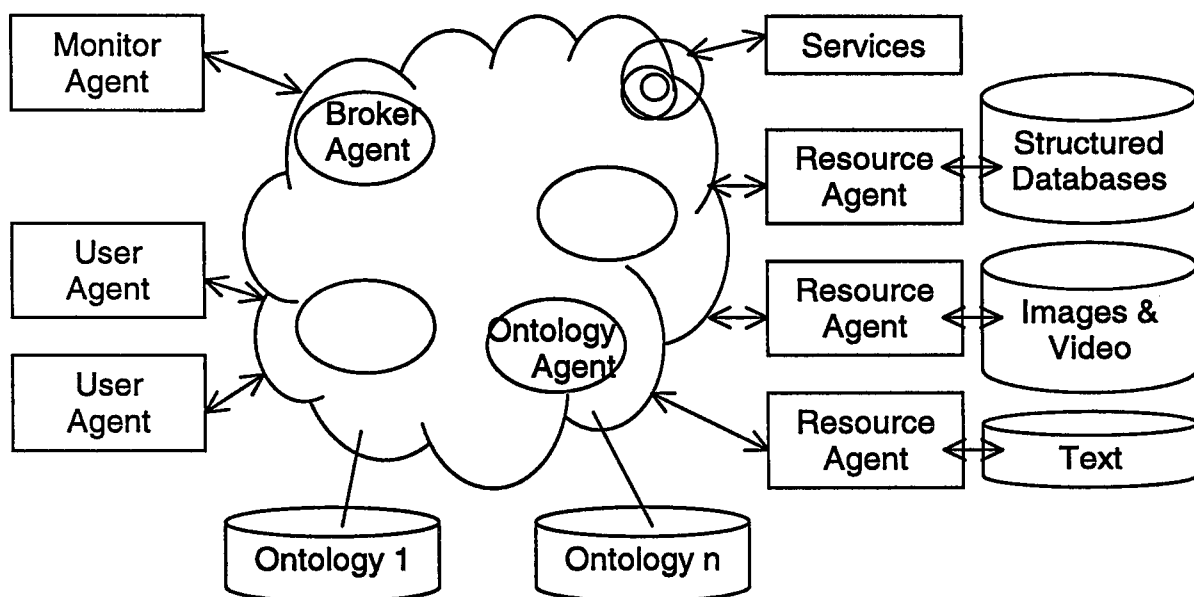 Monitor
Agent
Services
Broker
Agent
Resource
Agent
Structured
Databases
User
Agent
Resource
Agent
Images &
Video
Ontology
Agent
User
Agent
Resource
Agent
Text
Ontology 1
Ontology n